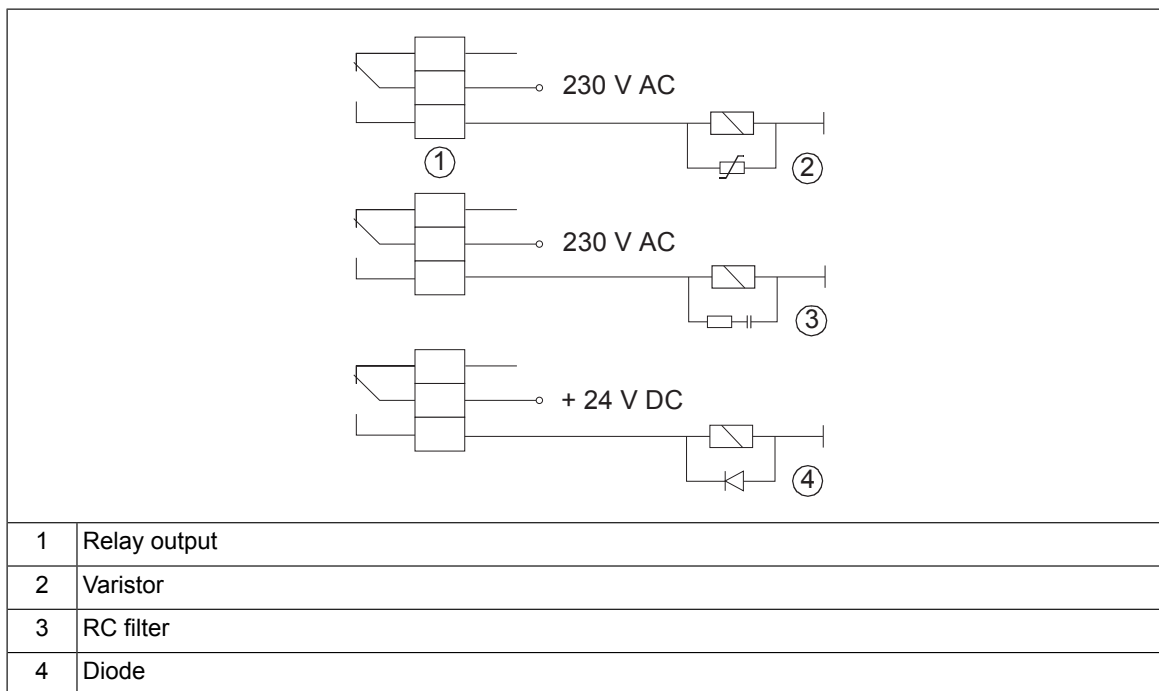 230 V AC
1
2
230 V AC
3
+ 24 V DC
4
1 Relay output
2 Varistor
3 RC filter
4 Diode